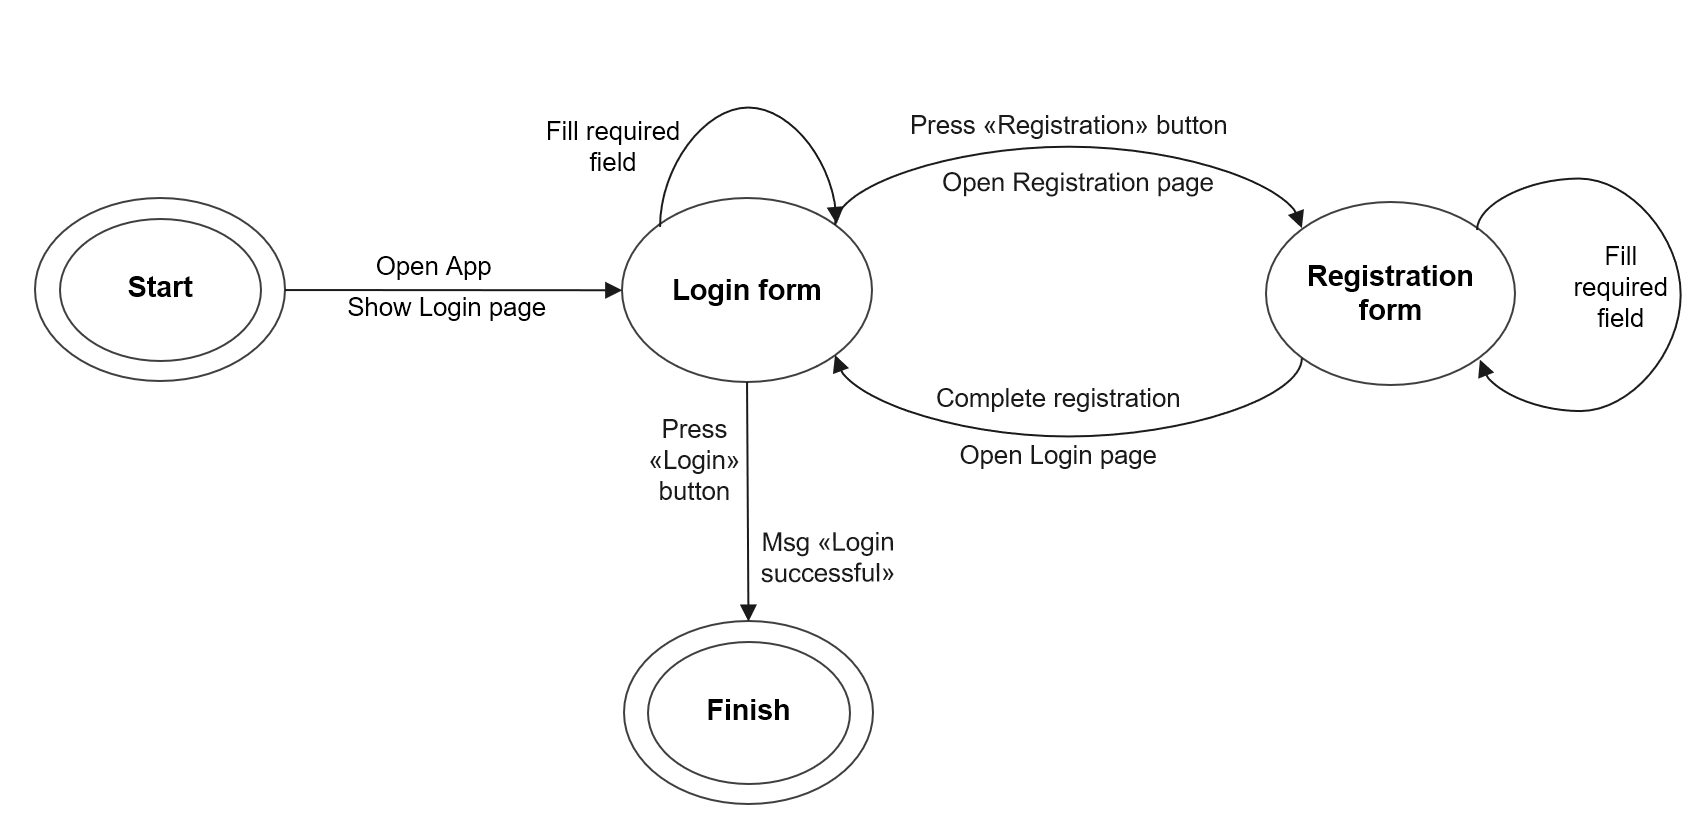 Press «Registration» button
Fill required
field
Open Registration page
Fill
required
field
Start
Open App
Show Login page
Login form
Registration
form
Complete registration
Open Login page
Press
«Login»
button
Msg «Login
successful»
Finish